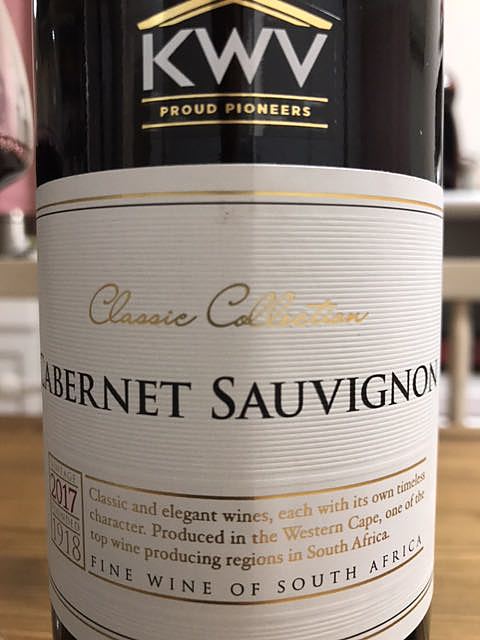 KWV
PROUD PIONEERS
Classic Collection
CABERNET SAUVIGNON
VINTAGE
2017
1918
Classic and elegant wines, each with its own timeless
character. Produced in the Western Cape, one of the
top wine producing regions in South Africa.
FINE WINE OF SOUTH AFRICA